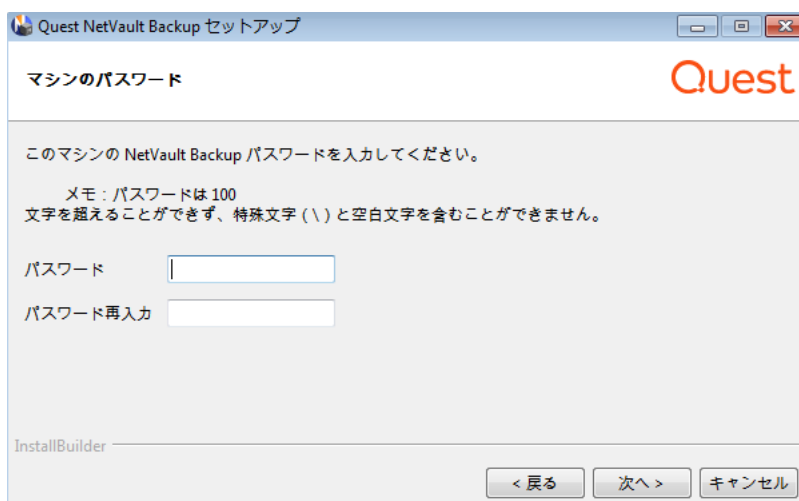 Quest NetVault Backup セットアップ
マシンのパスワード
Quest
このマシンの NetVault Backup パスワードを入力してください。
メモ：パスワードは 100
文字を超えることができず、特殊文字 ( \ ) と空白文字を含むことができません。
パスワード
パスワード再入力
InstallBuilder
< 戻る
次へ >
キャンセル